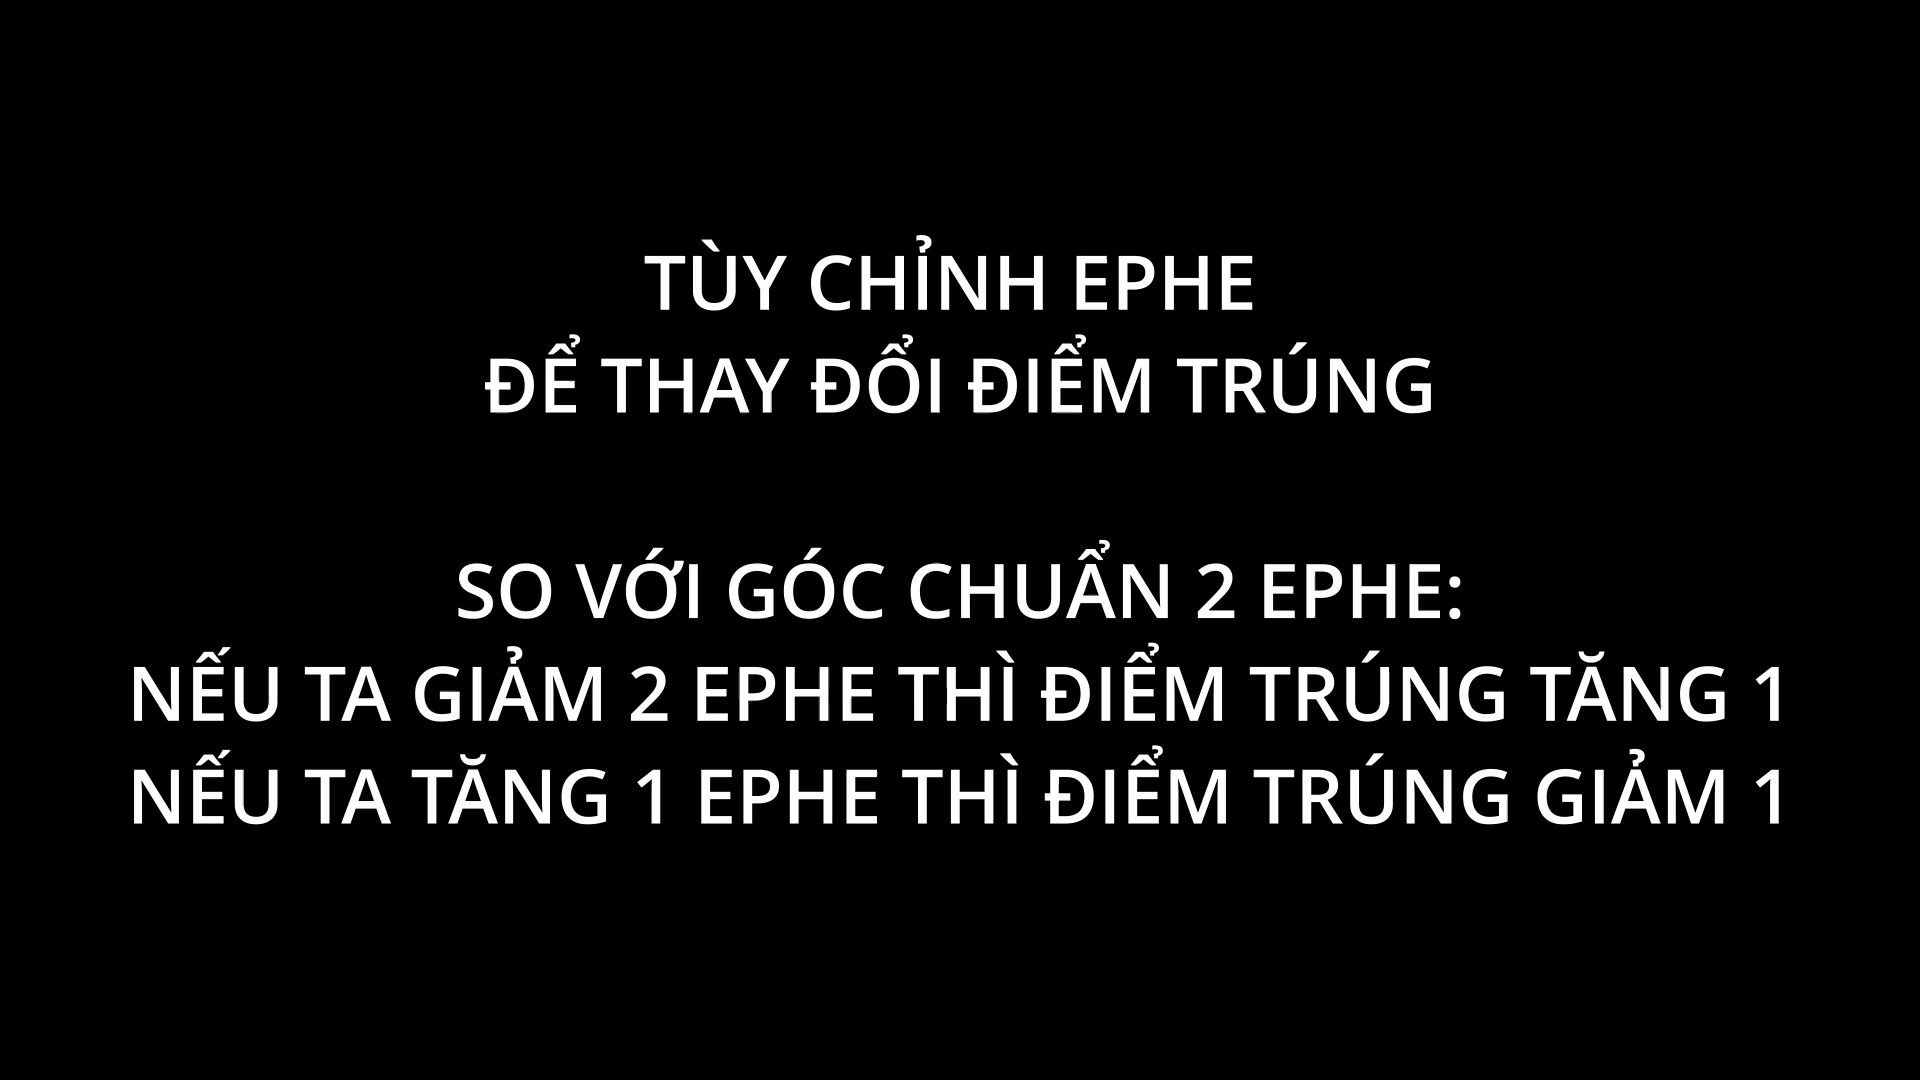 TÙY CHỈNH EPHE
ĐỂ THAY ĐỔI ĐIỂM TRÚNG
SO VỚI GÓC CHUẨN 2 EPHE:
NẾU TA GIẢM 2 EPHE THÌ ĐIỂM TRÚNG TĂNG 1
NẾU TA TĂNG 1 EPHE THÌ ĐIỂM TRÚNG GIẢM 1